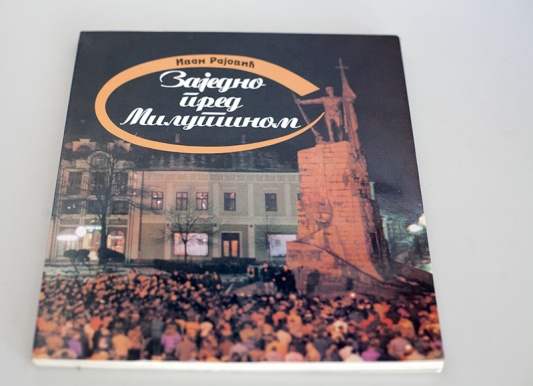 Иван Рајовић
Заједно
пред
Милутином